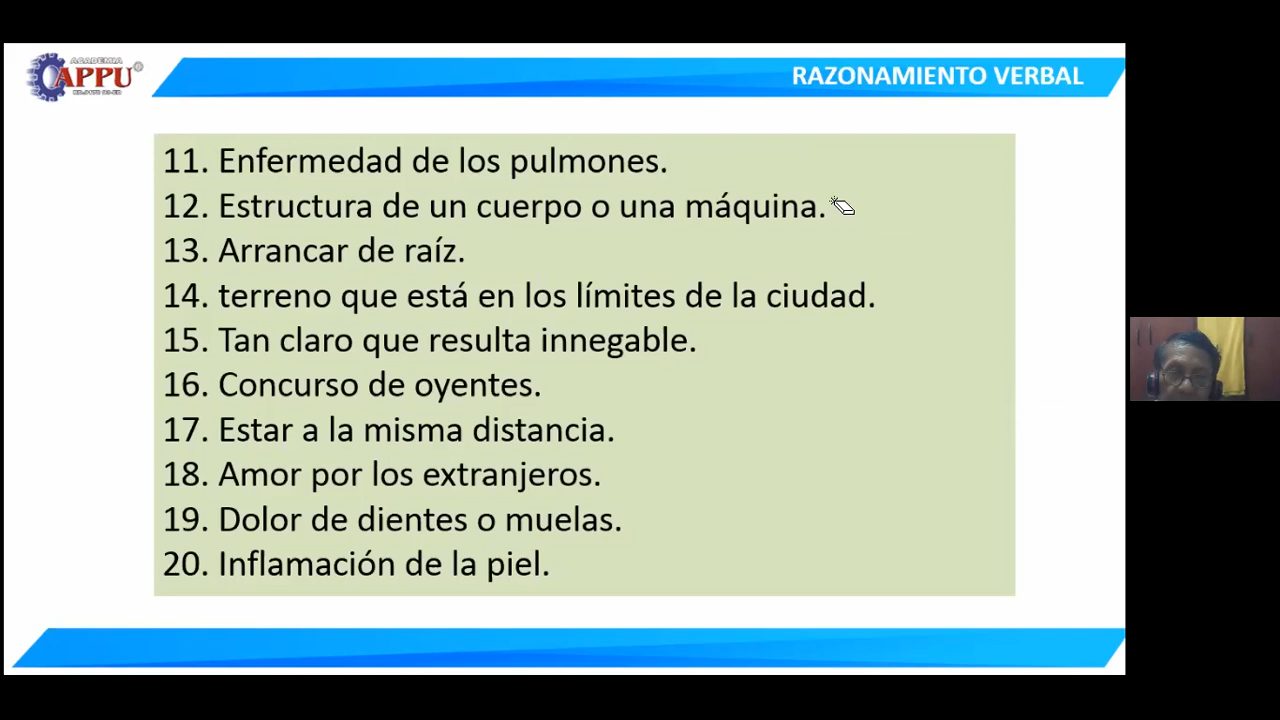 ACADEMIA
APPU
RAZONAMIENTO VERBAL
11. Enfermedad de los pulmones.
12. Estructura de un cuerpo o una máquina.
13. Arrancar de raíz.
14. terreno que está en los límites de la ciudad.
15. Tan claro que resulta innegable.
16. Concurso de oyentes.
17. Estar a la misma distancia.
18. Amor por los extranjeros.
19. Dolor de dientes o muelas.
20. Inflamación de la piel.